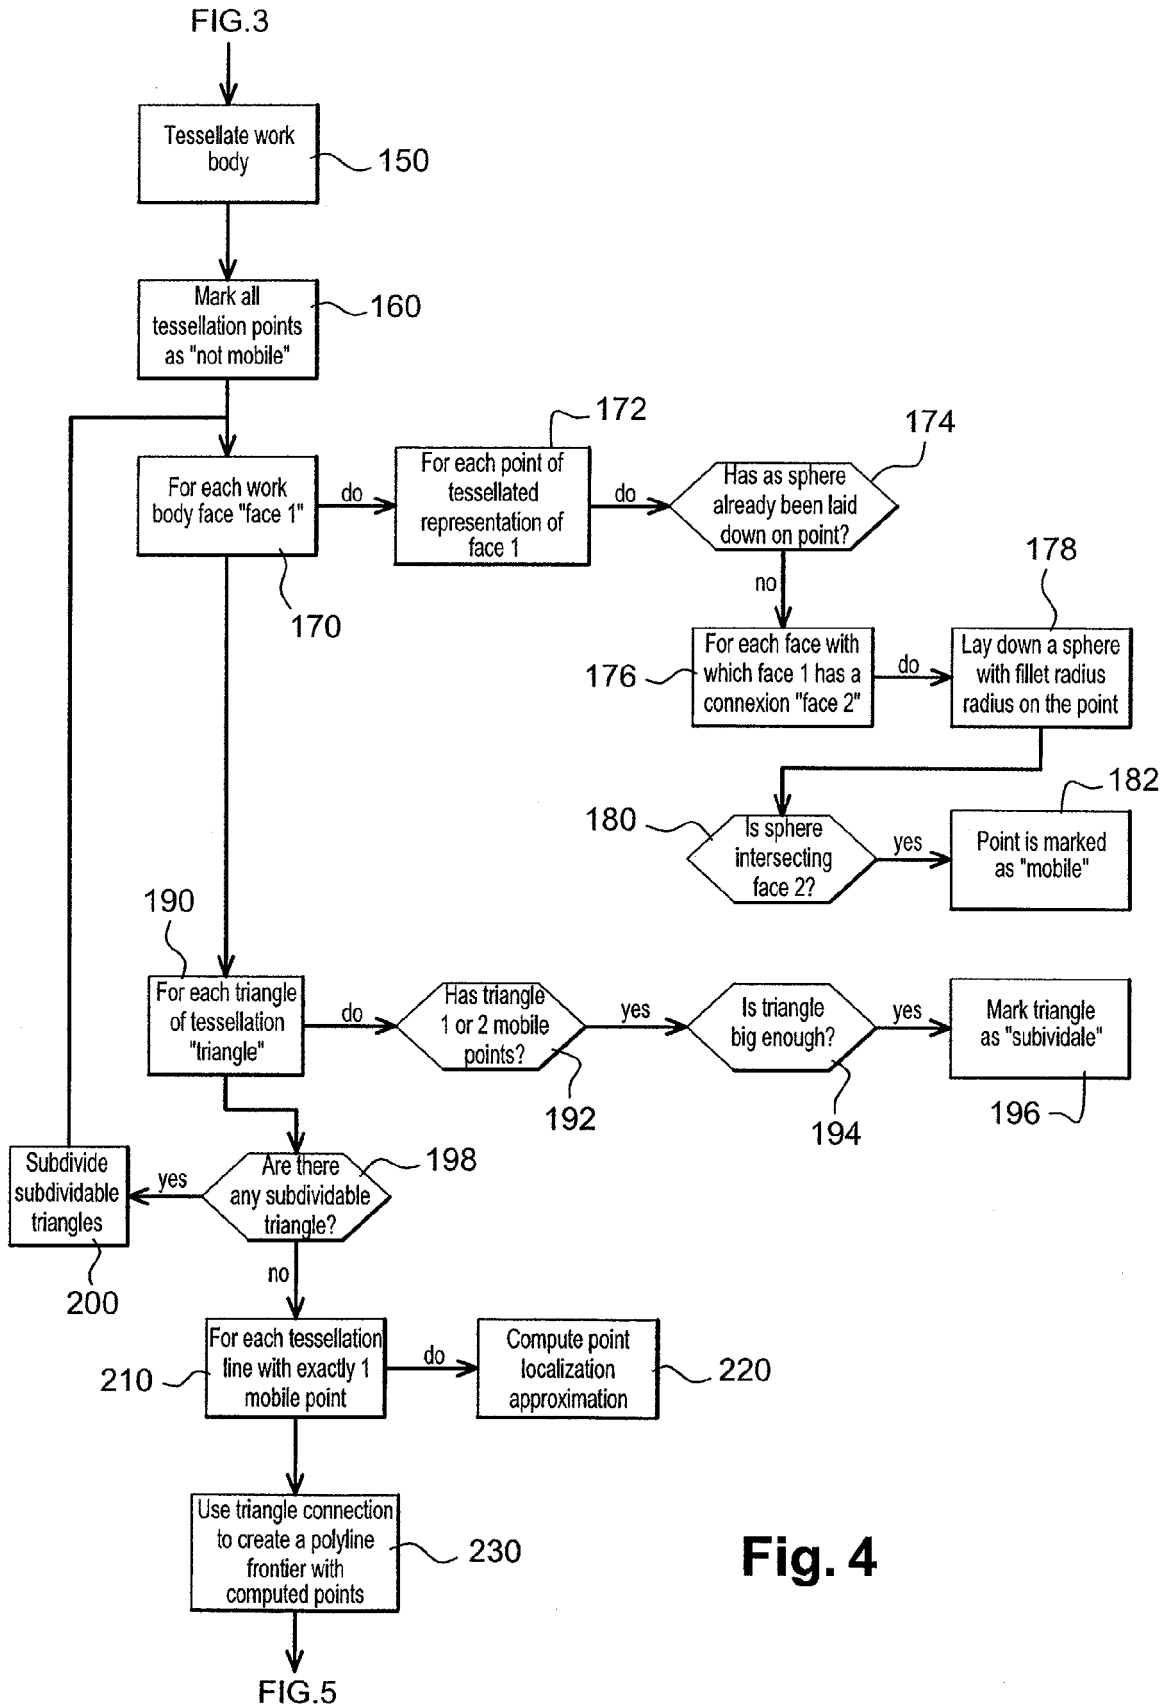 FIG.3
Tessellate work
body
150
Mark all
tessellation points
as "not mobile"
160
172
174
For each work
body face "face 1"
do
For each point of
tessellated
representation of
face 1
do
Has as sphere
already been laid
down on point?
170
no
178
176
For each face with
which face 1 has a
connexion "face 2"
do
Lay down a sphere
with fillet radius
radius on the point
182
180
Is sphere
intersecting
face 2?
yes
Point is marked
as "mobile"
190
For each triangle
of tessellation
"triangle"
do
Has triangle
1 or 2 mobile
points?
yes
Is triangle
big enough?
yes
Mark triangle
as "subividale"
192
194
196
Subdivide
subdividable
triangles
yes
Are there
any subdividable
triangle?
198
200
no
210
For each tessellation
line with exactly 1
mobile point
do
Compute point
localization
approximation
220
Use triangle connection
to create a polyline
frontier with
computed points
230
Fig. 4
FIG.5